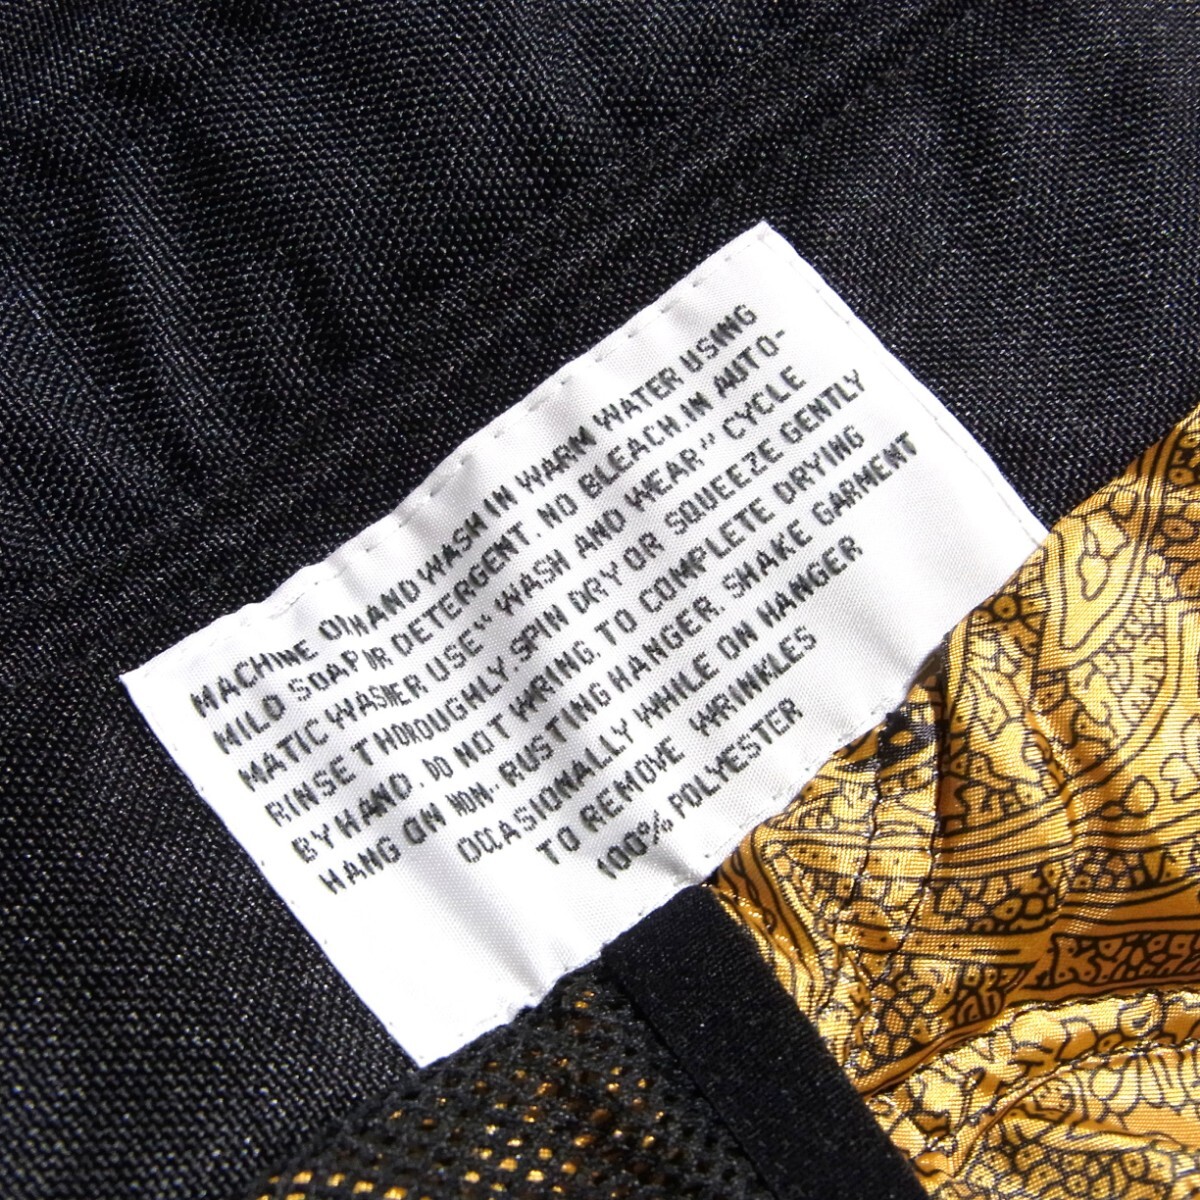 MACHINE OR HAND WASH IN WARM WATER USING
MILD SOAP OR DETERGENT. NO BLEACH. IN AUTO-
MATIC WASHER USE "WASH AND WEAR" CYCLE
RINSE THOROUGHLY. SPIN DRY OR SQUEEZE GENTLY
BY HAND. DO NOT WRING. TO COMPLETE DRYING
HANG ON NON-RUSTING HANGER. SHAKE GARMENT
OCCASIONALLY WHILE ON HANGER
TO REMOVE WRINKLES
100% POLYESTER